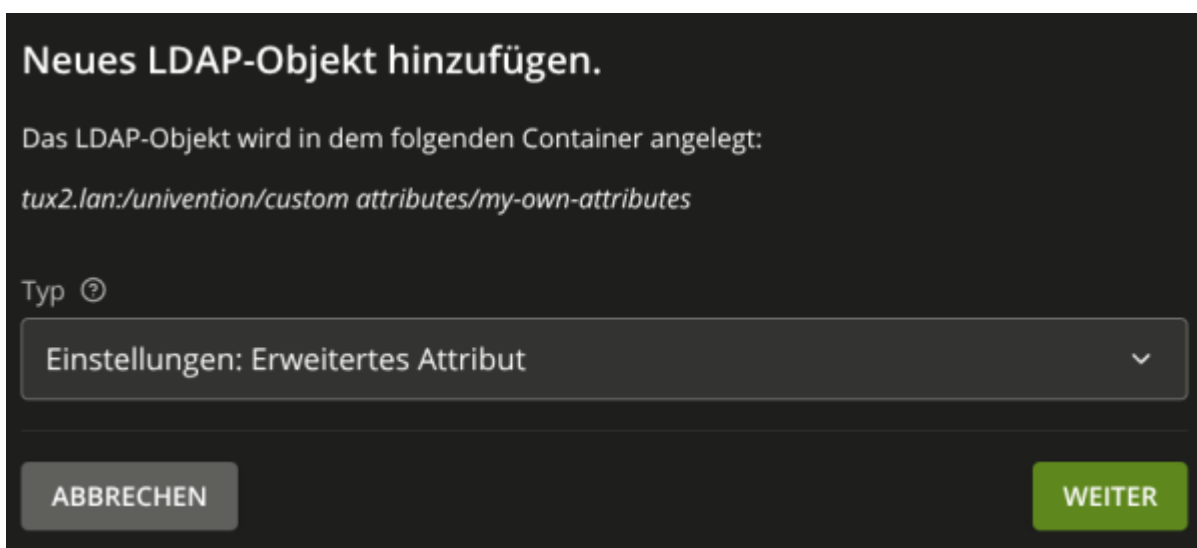 Neues LDAP-Objekt hinzufügen.
Das LDAP-Objekt wird in dem folgenden Container angelegt:
tux2.lan:/univention/custom attributes/my-own-attributes
Typ ?
Einstellungen: Erweitertes Attribut
ABBRECHEN
WEITER